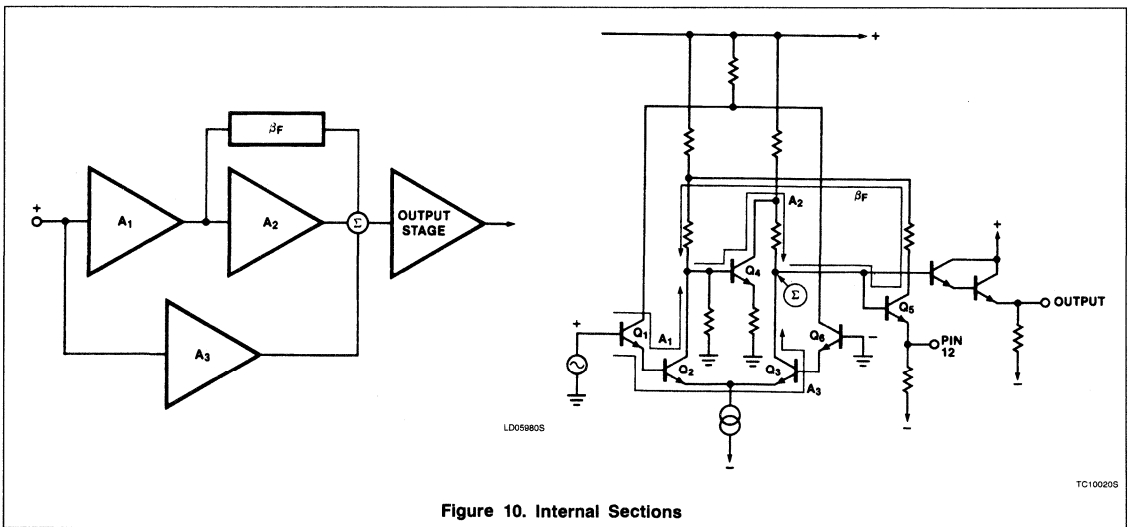 +
βF
A1
A2
Σ
OUTPUT
STAGE
A3
LD05980S
+
A2
βF
Q4
Σ
+
Q5
OUTPUT
PIN
12
−
−
+
Q1
A1
Q2
Q3
Q6
−
A3
−
TC10020S
Figure 10. Internal Sections